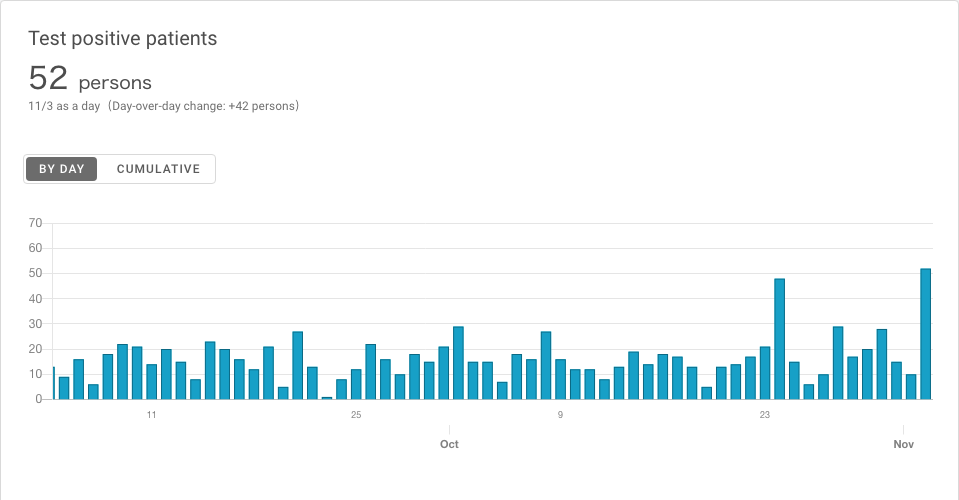 Test positive patients
52 persons
11/3 as a day（Day-over-day change: +42 persons）
BY DAY CUMULATIVE
70
60
50
40
30
20
10
0
11 25 9 23
Oct Nov